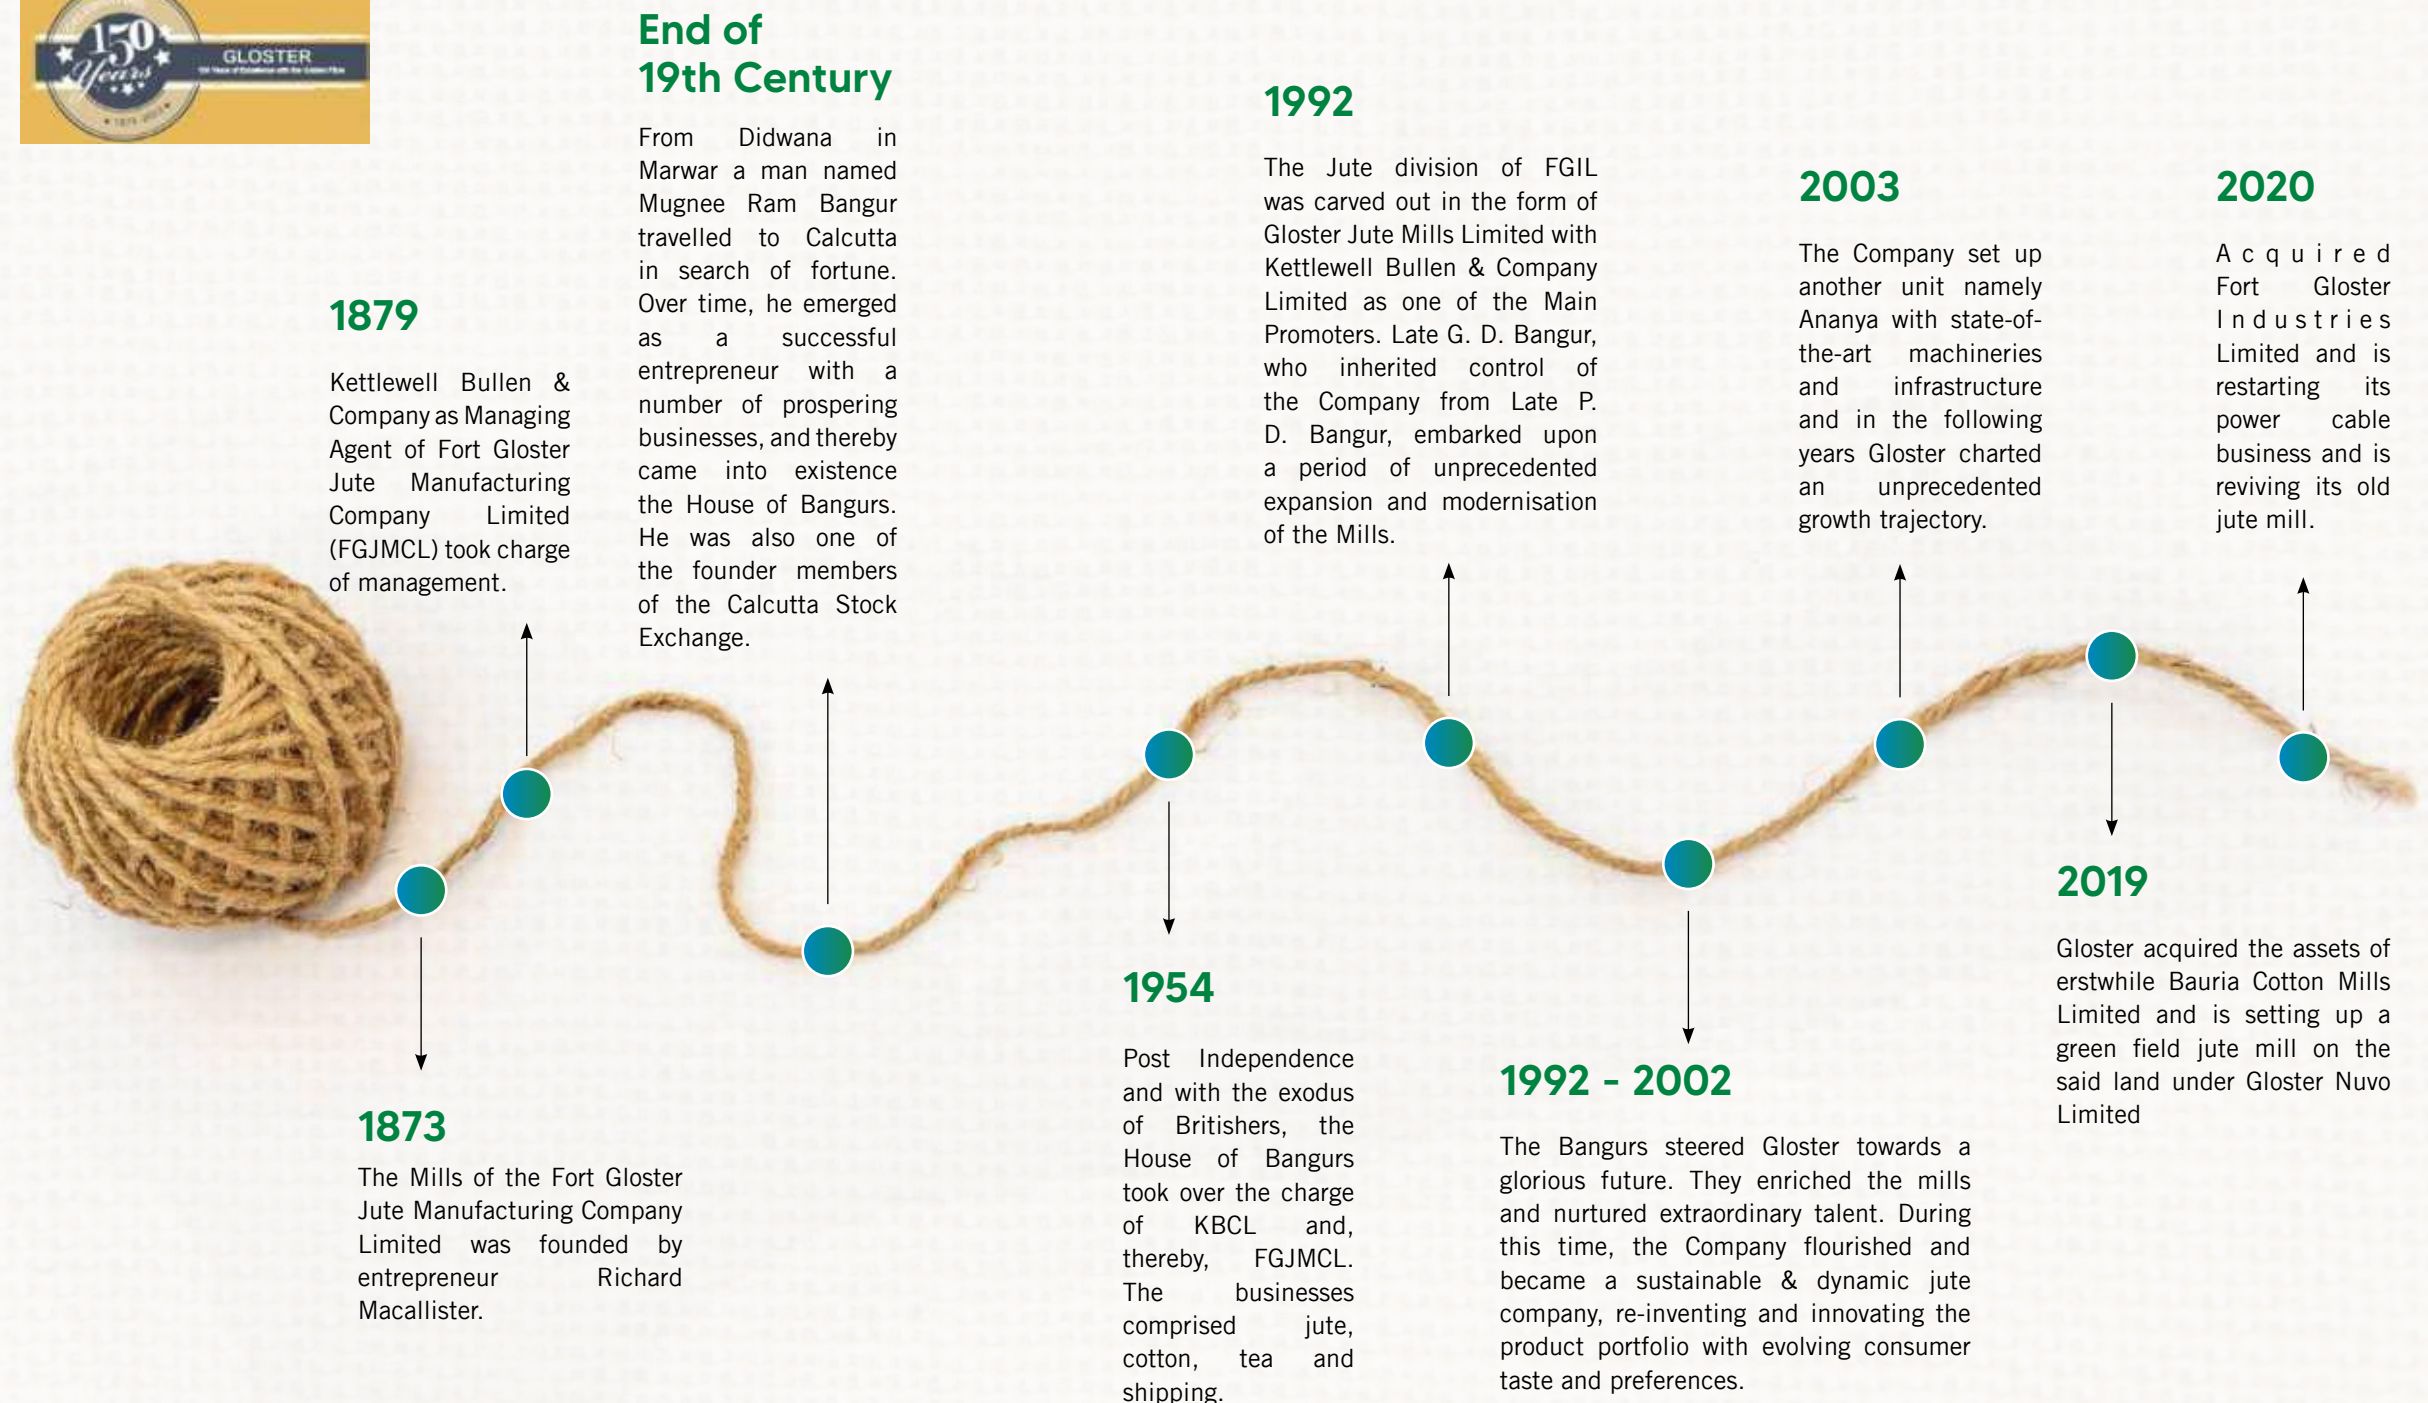 150
Years
GLOSTER
End of
19th Century
From Didwana in
Marwar a man named
Mugnee Ram Bangur
travelled to Calcutta
in search of fortune.
Over time, he emerged
as a successful
entrepreneur with a
number of prospering
businesses, and thereby
came into existence
the House of Bangurs.
He was also one of
the founder members
of the Calcutta Stock
Exchange.
1879
Kettlewell Bullen &
Company as Managing
Agent of Fort Gloster
Jute Manufacturing
Company Limited
(FGJMCL) took charge
of management.
1992
The Jute division of FGIL
was carved out in the form of
Gloster Jute Mills Limited with
Kettlewell Bullen & Company
Limited as one of the Main
Promoters. Late G. D. Bangur,
who inherited control of
the Company from Late P.
D. Bangur, embarked upon
a period of unprecedented
expansion and modernisation
of the Mills.
2003
The Company set up
another unit namely
Ananya with state-of-
the-art machineries
and infrastructure
and in the following
years Gloster charted
an unprecedented
growth trajectory.
2020
Acquired
Fort Gloster
Industries
Limited and is
restarting its
power cable
business and is
reviving its old
jute mill.
1873
The Mills of the Fort Gloster
Jute Manufacturing Company
Limited was founded by
entrepreneur Richard
Macallister.
1954
Post Independence
and with the exodus
of Britishers, the
House of Bangurs
took over the charge
of KBCL and,
thereby, FGJMCL.
The businesses
comprised jute,
cotton, tea and
shipping.
1992 - 2002
The Bangurs steered Gloster towards a
glorious future. They enriched the mills
and nurtured extraordinary talent. During
this time, the Company flourished and
became a sustainable & dynamic jute
company, re-inventing and innovating the
product portfolio with evolving consumer
taste and preferences.
2019
Gloster acquired the assets of
erstwhile Bauria Cotton Mills
Limited and is setting up a
green field jute mill on the
said land under Gloster Nuvo
Limited